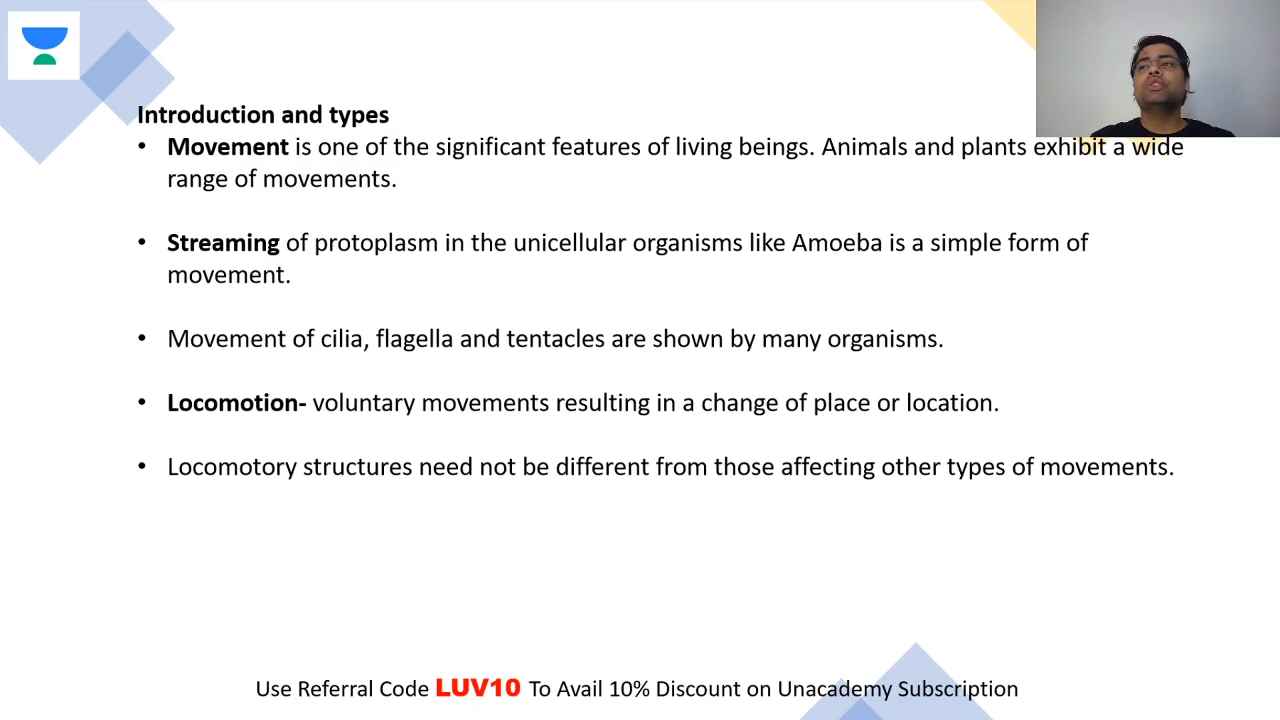 Introduction and types
• Movement is one of the significant features of living beings. Animals and plants exhibit a wide
range of movements.
• Streaming of protoplasm in the unicellular organisms like Amoeba is a simple form of
movement.
• Movement of cilia, flagella and tentacles are shown by many organisms.
• Locomotion- voluntary movements resulting in a change of place or location.
• Locomotory structures need not be different from those affecting other types of movements.
Use Referral Code LUV10 To Avail 10% Discount on Unacademy Subscription